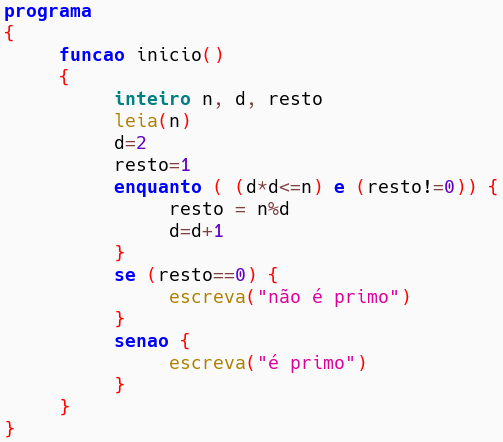 programa
{
funcao inicio()
{
inteiro n, d, resto
leia(n)
d=2
resto=1
enquanto ( (d*d<=n) e (resto!=0)) {
resto = n%d
d=d+1
}
se (resto==0) {
escreva("não é primo")
}
senao {
escreva("é primo")
}
}
}